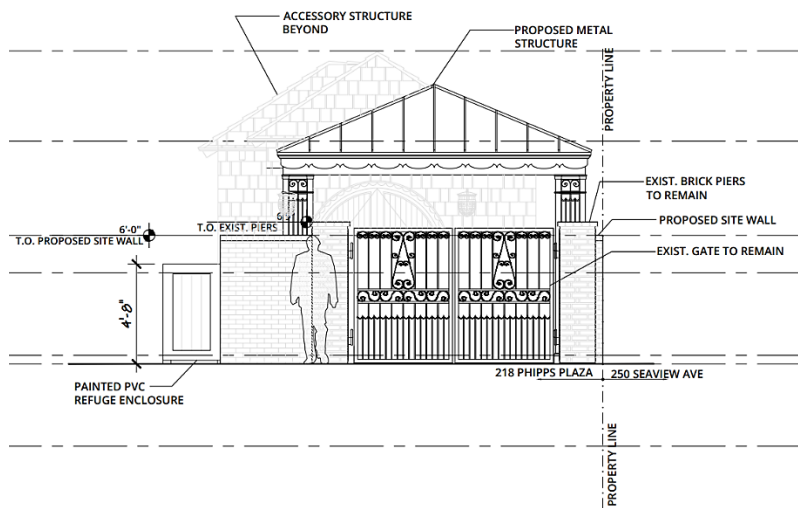 ACCESSORY STRUCTURE
BEYOND
PROPOSED METAL
STRUCTURE
PROPERTY LINE
EXIST. BRICK PIERS
TO REMAIN
PROPOSED SITE WALL
EXIST. GATE TO REMAIN
6'-0"
T.O. PROPOSED SITE WALL
T.O. EXIST. PIERS
4'-8"
PAINTED PVC
REFUGE ENCLOSURE
218 PHIPPS PLAZA
250 SEAVIEW AVE
PROPERTY LINE